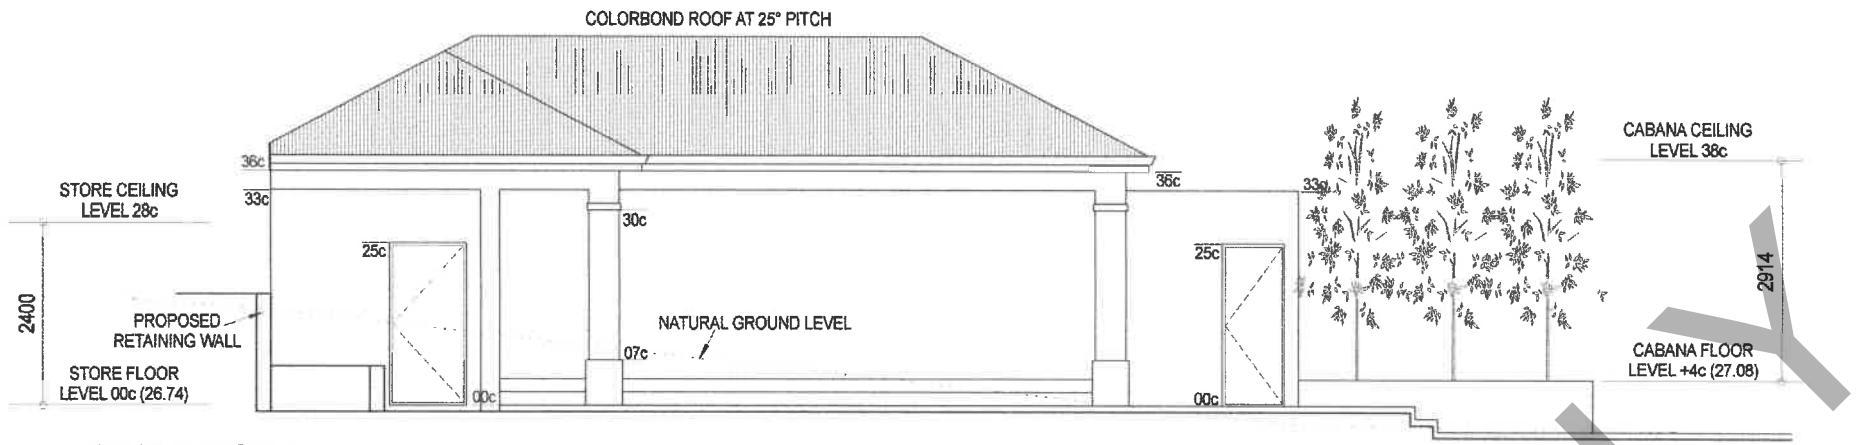 COLORBOND ROOF AT 25° PITCH
CABANA CEILING
LEVEL 38c
36c
36c
STORE CEILING
LEVEL 28c
33c
33c
30c
25c
25c
2914
2400
PROPOSED
RETAINING WALL
NATURAL GROUND LEVEL
07c
CABANA FLOOR
LEVEL +4c (27.08)
STORE FLOOR
LEVEL 00c (26.74)
00c
00c